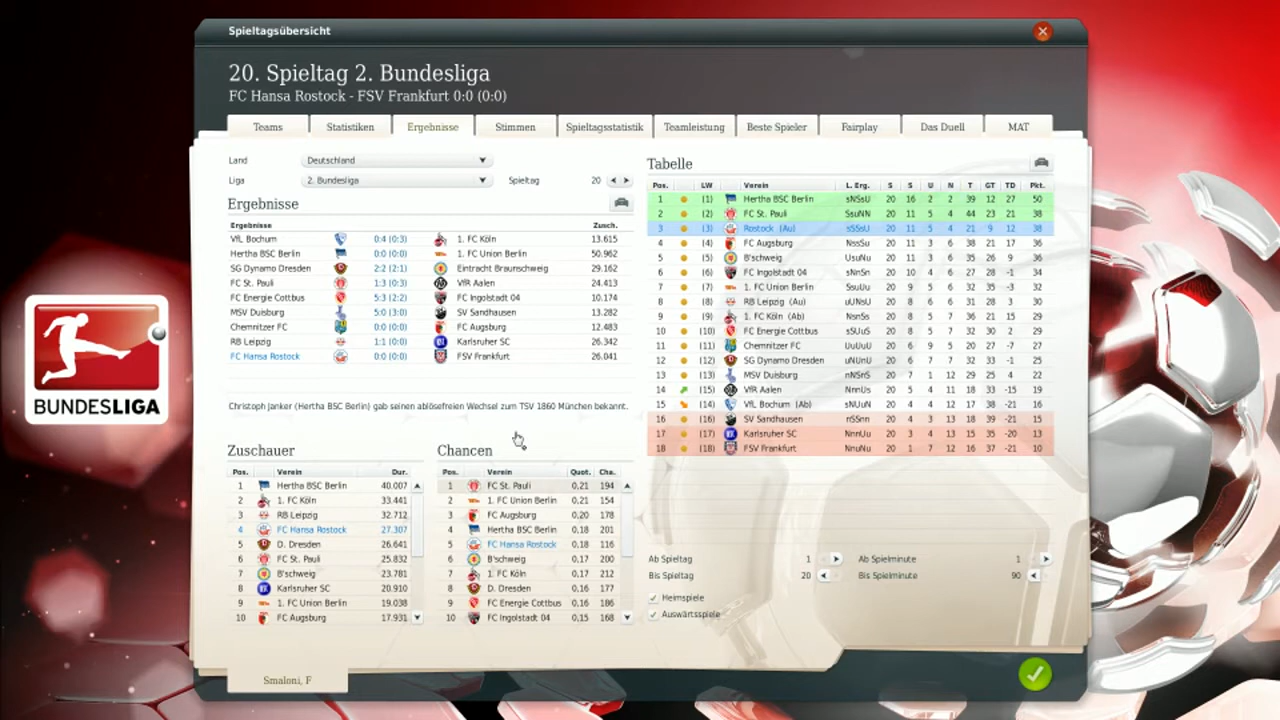 Spieltagsübersicht
20. Spieltag 2. Bundesliga
FC Hansa Rostock - FSV Frankfurt 0:0 (0:0)
Teams Statistiken Ergebnisse Stimmen Spieltagsstatistik Teamleistung Beste Spieler Fairplay Das Duell MAT
Land Deutschland
Liga 2. Bundesliga Spieltag 20
Ergebnisse
Ergebnisse Zusch.
VfL Bochum 0:4 (0:3) 1. FC Köln 13.615
Hertha BSC Berlin 0:0 (0:0) 1. FC Union Berlin 50.962
SG Dynamo Dresden 2:2 (2:1) Eintracht Braunschweig 29.162
FC St. Pauli 1:3 (0:3) VfR Aalen 24.413
FC Energie Cottbus 5:3 (2:2) FC Ingolstadt 04 10.174
MSV Duisburg 5:0 (3:0) SV Sandhausen 13.282
Chemnitzer FC 0:0 (0:0) FC Augsburg 12.483
RB Leipzig 1:1 (0:0) Karlsruher SC 26.342
FC Hansa Rostock 0:0 (0:0) FSV Frankfurt 26.041
Christoph Janker (Hertha BSC Berlin) gab seinen ablösefreien Wechsel zum TSV 1860 München bekannt.
Zuschauer
Pos. Verein Dur.
1 Hertha BSC Berlin 40.007
2 1. FC Köln 33.441
3 RB Leipzig 32.712
4 FC Hansa Rostock 27.307
5 D. Dresden 26.641
6 FC St. Pauli 25.832
7 B'schweig 23.781
8 Karlsruher SC 20.910
9 1. FC Union Berlin 19.038
10 FC Augsburg 17.931
Chancen
Pos. Verein Quot. Cha.
1 FC St. Pauli 0,21 194
2 1. FC Union Berlin 0,21 154
3 FC Augsburg 0,20 178
4 Hertha BSC Berlin 0,18 201
5 FC Hansa Rostock 0,18 116
6 B'schweig 0,17 200
7 1. FC Köln 0,17 212
8 D. Dresden 0,16 177
9 FC Energie Cottbus 0,16 186
10 FC Ingolstadt 04 0,15 168
Tabelle
Pos. LW Verein L. Erg. S S U N T GT TD Pkt.
1 (1) Hertha BSC Berlin sNSsU 20 16 2 2 39 12 27 50
2 (2) FC St. Pauli SsuNN 20 11 5 4 44 23 21 38
3 (3) Rostock (Au) sSSsU 20 11 5 4 21 9 12 38
4 (4) FC Augsburg NssSu 20 11 3 6 38 21 17 36
5 (5) B'schweig UsuNu 20 11 3 6 35 26 9 36
6 (6) FC Ingolstadt 04 sNnSn 20 10 4 6 27 28 -1 34
7 (7) 1. FC Union Berlin SsuUu 20 9 5 6 32 35 -3 32
8 (8) RB Leipzig (Au) uUNsU 20 8 6 6 31 28 3 30
9 (9) 1. FC Köln (Ab) NsnSs 20 8 5 7 36 21 15 29
10 (10) FC Energie Cottbus sUUuS 20 8 5 7 32 30 2 29
11 (11) Chemnitzer FC UuUuU 20 6 9 5 20 27 -7 27
12 (12) SG Dynamo Dresden uNUnU 20 6 7 7 32 33 -1 25
13 (13) MSV Duisburg nNSnS 20 7 1 12 29 25 4 22
14 (15) VfR Aalen NnnUs 20 5 4 11 18 33 -15 19
15 (14) VfL Bochum (Ab) sNUuN 20 4 4 12 17 38 -21 16
16 (16) SV Sandhausen nSSnn 20 4 3 13 18 39 -21 15
17 (17) Karlsruher SC NnnUu 20 3 4 13 15 35 -20 13
18 (18) FSV Frankfurt NnuNu 20 1 7 12 16 37 -21 10
Ab Spieltag 1 Ab Spielminute 1
Bis Spieltag 20 Bis Spielminute 90
Heimspiele
Auswärtsspiele
Smaloni, F
BUNDESLIGA